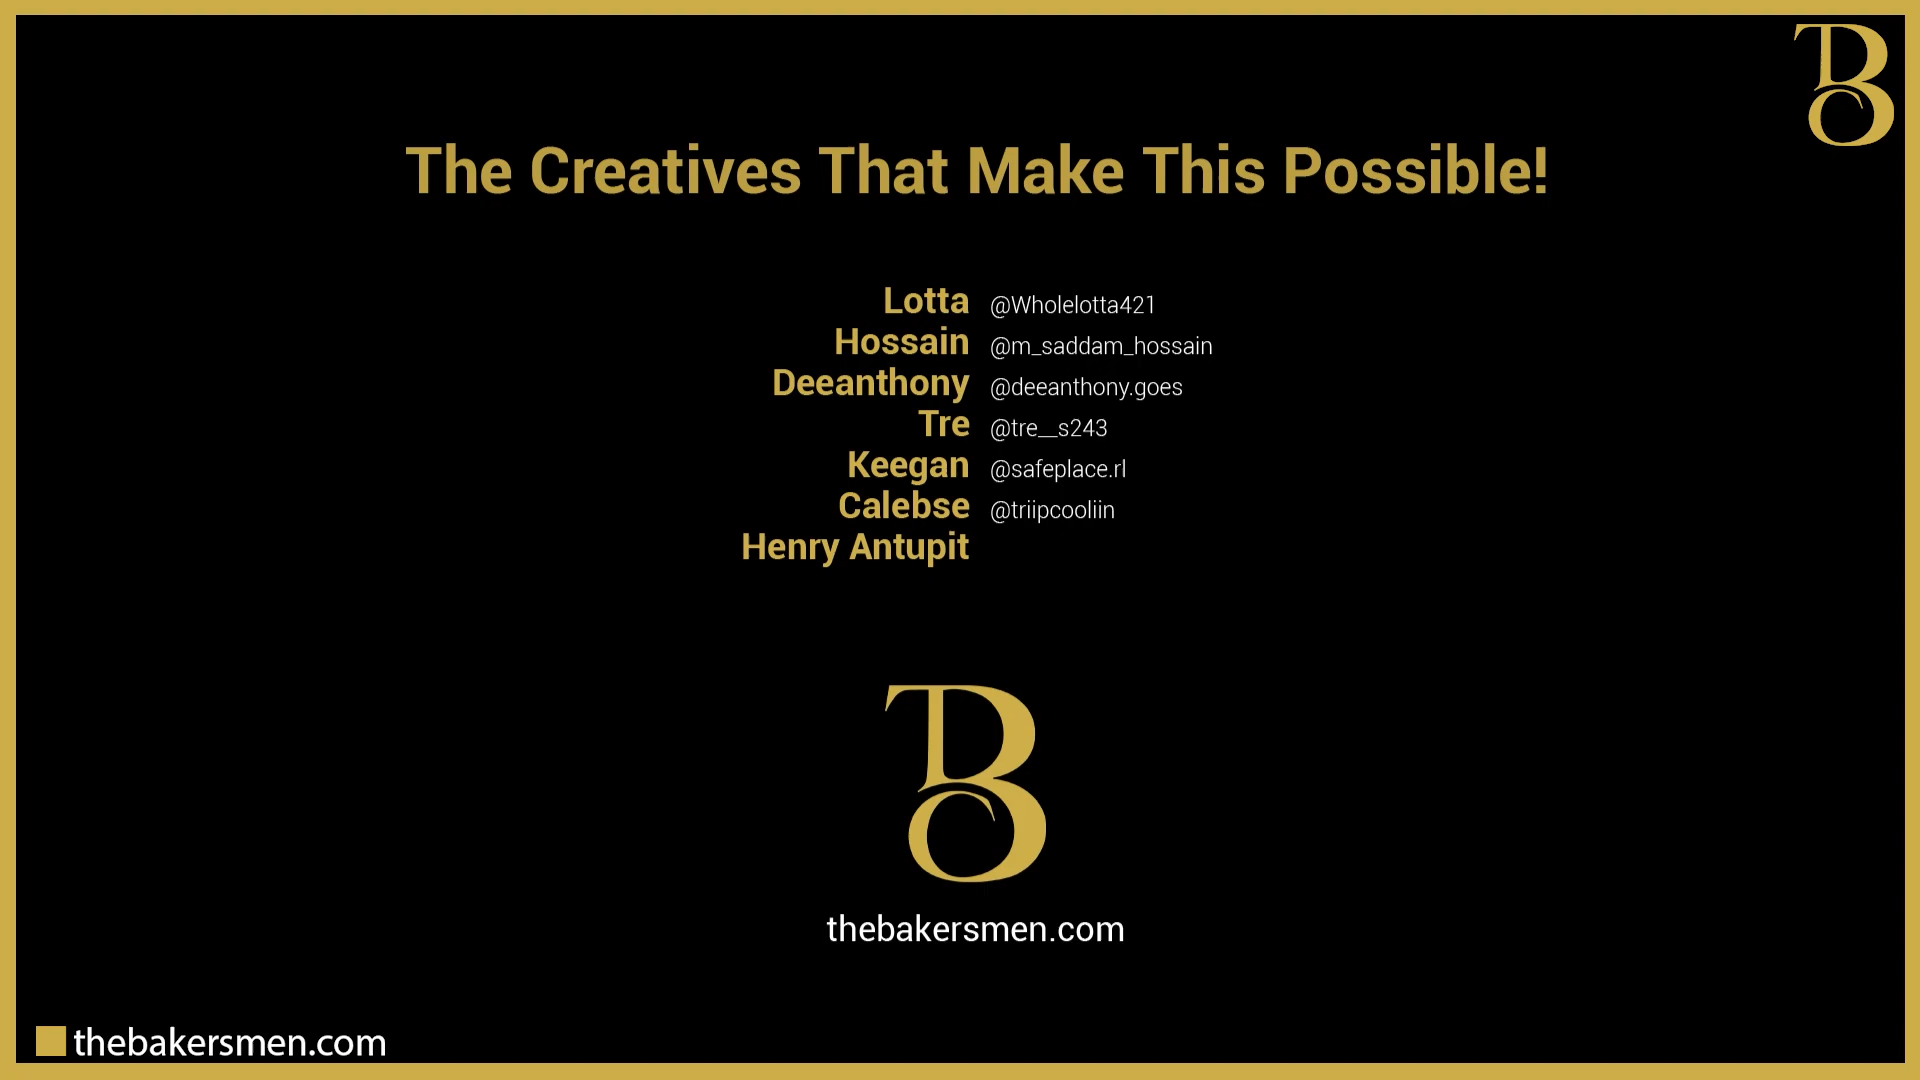 The Creatives That Make This Possible!
Lotta @Wholelotta421
Hossain @m_saddam_hossain
Deeanthony @deeanthony.goes
Tre @tre__s243
Keegan @safeplace.rl
Calebse @triipcooliin
Henry Antupit
thebakersmen.com
thebakersmen.com